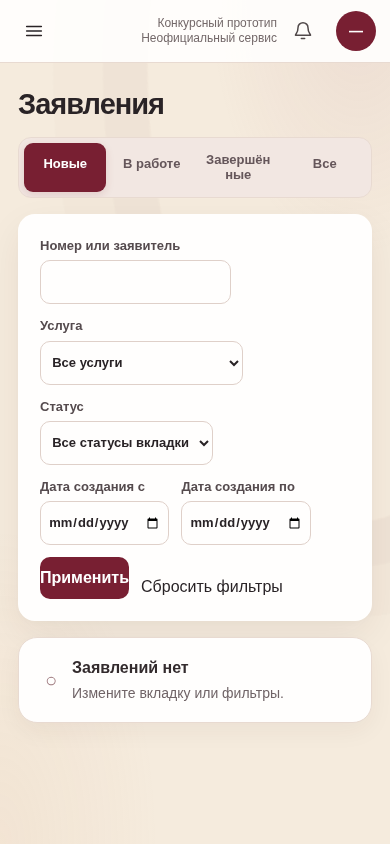 Конкурсный прототип
Неофициальный сервис
—
Заявления
Новые
В работе
Завершён
ные
Все
Номер или заявитель
Услуга
Все услуги
Статус
Все статусы вкладки
Дата создания с
Дата создания по
mm/dd/yyyy
mm/dd/yyyy
Применить
Сбросить фильтры
Заявлений нет
Измените вкладку или фильтры.